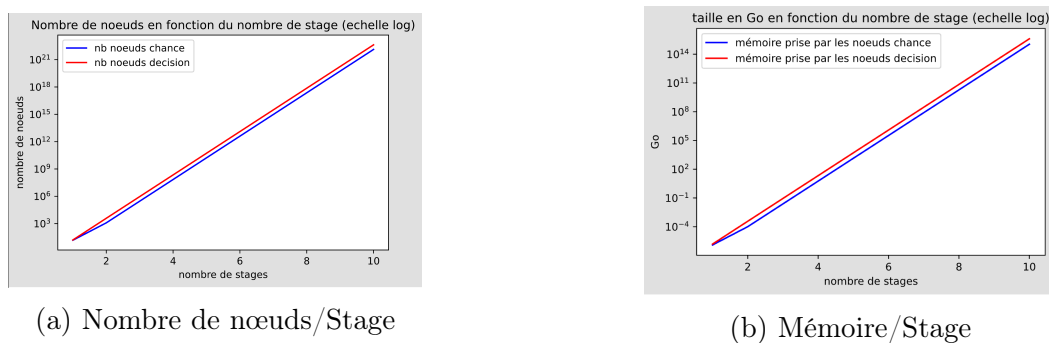 Nombre de noeuds en fonction du nombre de stage (echelle log)
nb noeuds chance
nb noeuds decision
nombre de noeuds
10^21
10^18
10^15
10^12
10^9
10^6
10^3
2 4 6 8 10
nombre de stages
(a) Nombre de nœuds/Stage
taille en Go en fonction du nombre de stage (echelle log)
mémoire prise par les noeuds chance
mémoire prise par les noeuds decision
Go
10^14
10^11
10^8
10^5
10^2
10^−1
10^−4
2 4 6 8 10
nombre de stages
(b) Mémoire/Stage